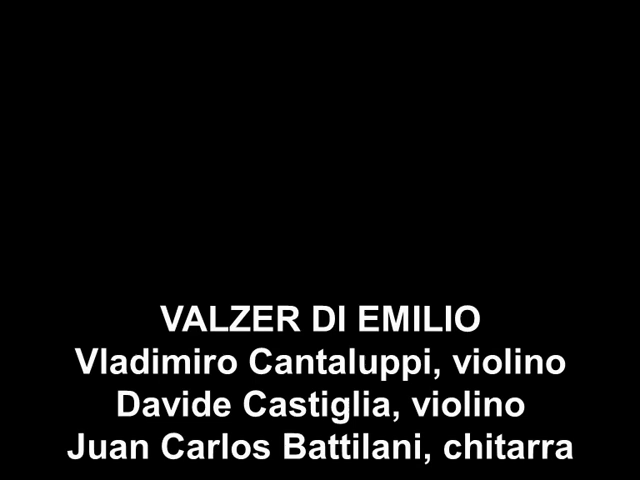 VALZER DI EMILIO
Vladimiro Cantaluppi, violino
Davide Castiglia, violino
Juan Carlos Battilani, chitarra